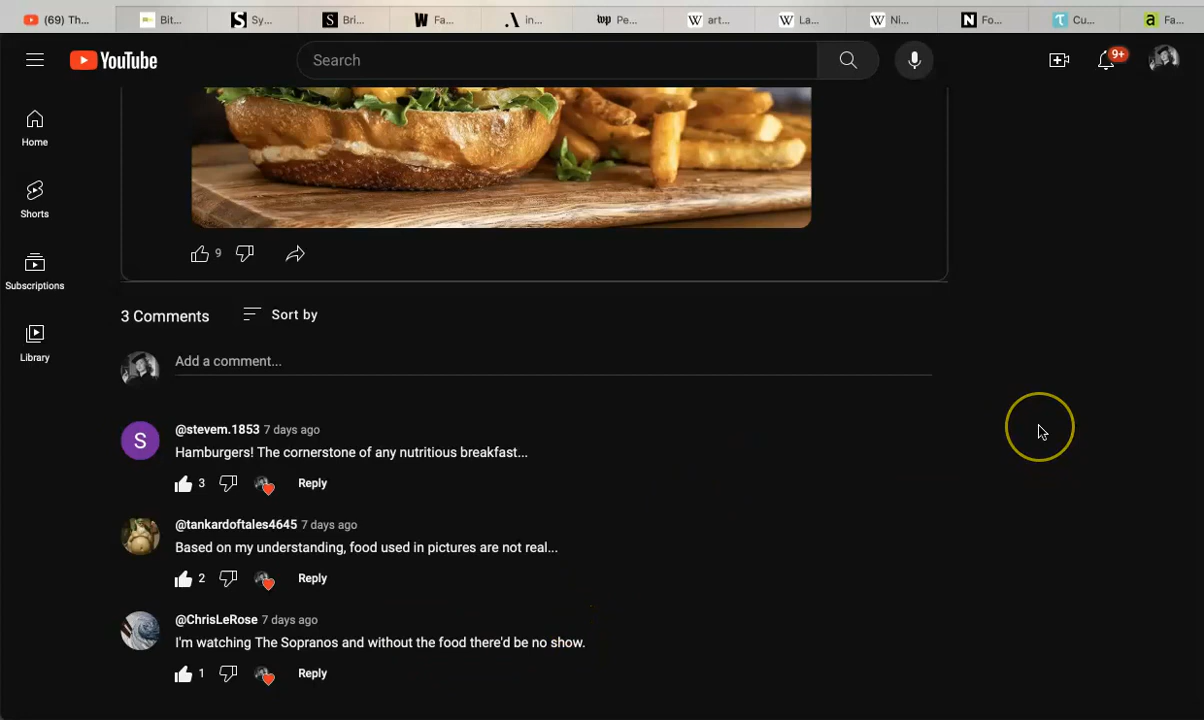 (69) Th...
Bit...
Sy...
Bri...
Fa...
in...
wp
Pe...
W
art...
W
La...
W
Ni...
N
Fo...
Cu...
a
Fa...
YouTube
Search
9+
Home
Shorts
Subscriptions
Library
9
3 Comments
Sort by
Add a comment...
S
@stevem.1853 7 days ago
Hamburgers! The cornerstone of any nutritious breakfast...
3
Reply
@tankardoftales4645 7 days ago
Based on my understanding, food used in pictures are not real...
2
Reply
@ChrisLeRose 7 days ago
I'm watching The Sopranos and without the food there'd be no show.
1
Reply